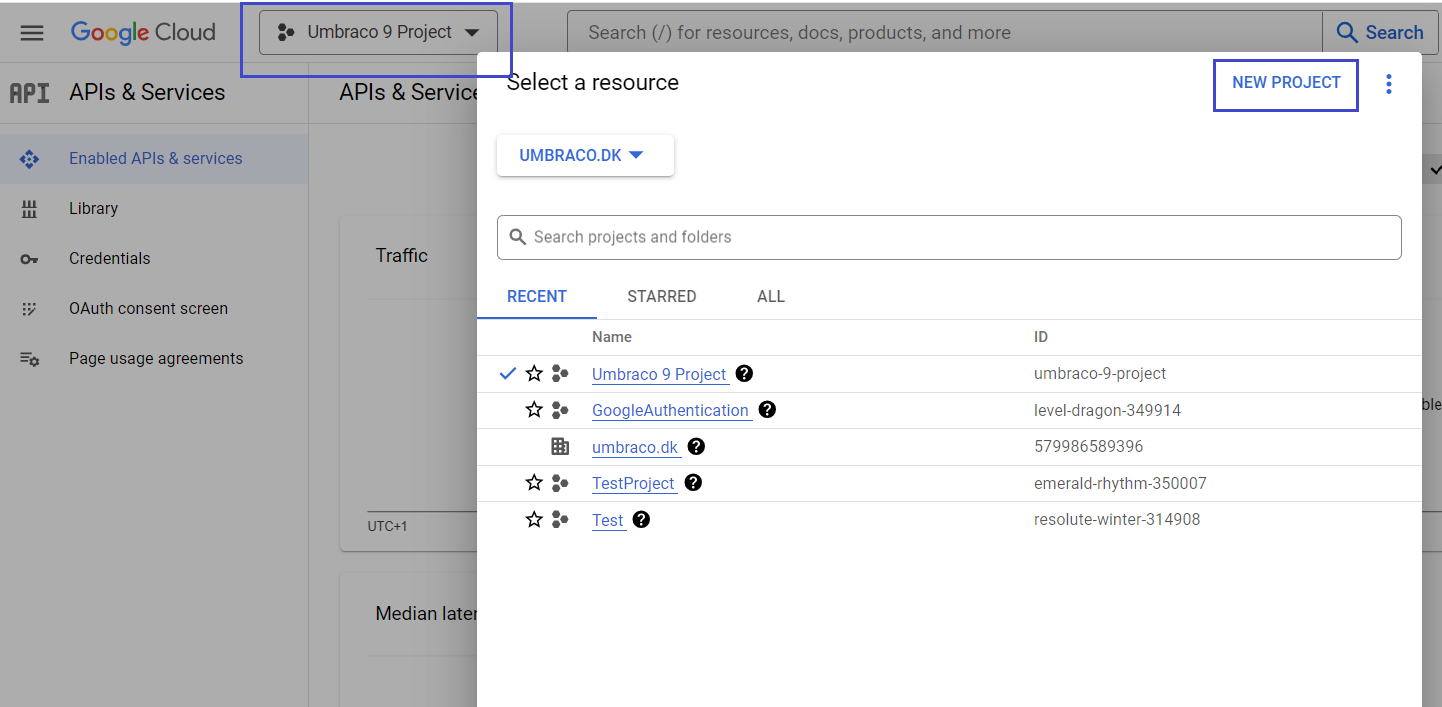 Google Cloud
Umbraco 9 Project
Search (/) for resources, docs, products, and more
Search
API
APIs & Services
APIs & Service
Select a resource
NEW PROJECT
UMBRACO.DK
Enabled APIs & services
Library
Credentials
OAuth consent screen
Page usage agreements
Traffic
UTC+1
Median later
Search projects and folders
RECENT STARRED ALL
Name ID
Umbraco 9 Project umbraco-9-project
GoogleAuthentication level-dragon-349914
umbraco.dk 579986589396
TestProject emerald-rhythm-350007
Test resolute-winter-314908
ble